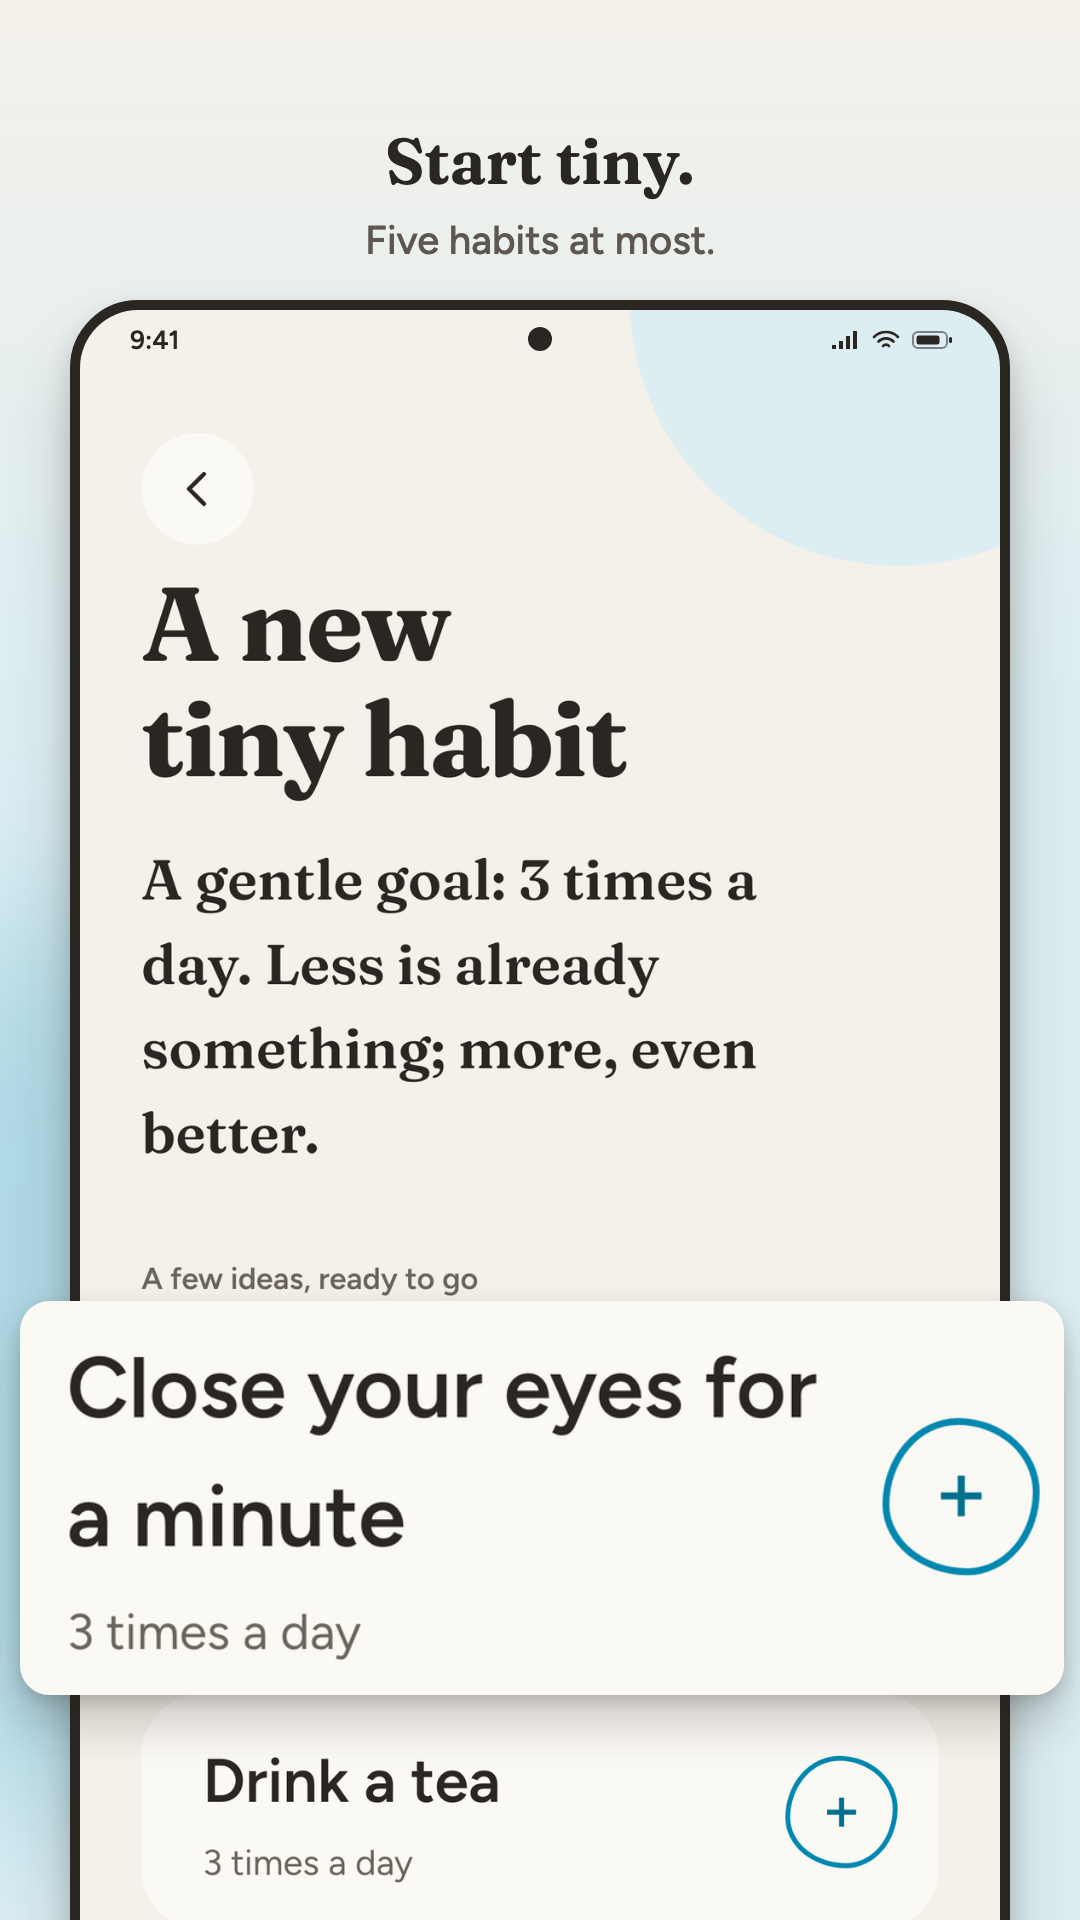 Start tiny.
Five habits at most.
9:41
A new
tiny habit
A gentle goal: 3 times a
day. Less is already
something; more, even
better.
A few ideas, ready to go
Close your eyes for
a minute
3 times a day
Drink a tea
3 times a day